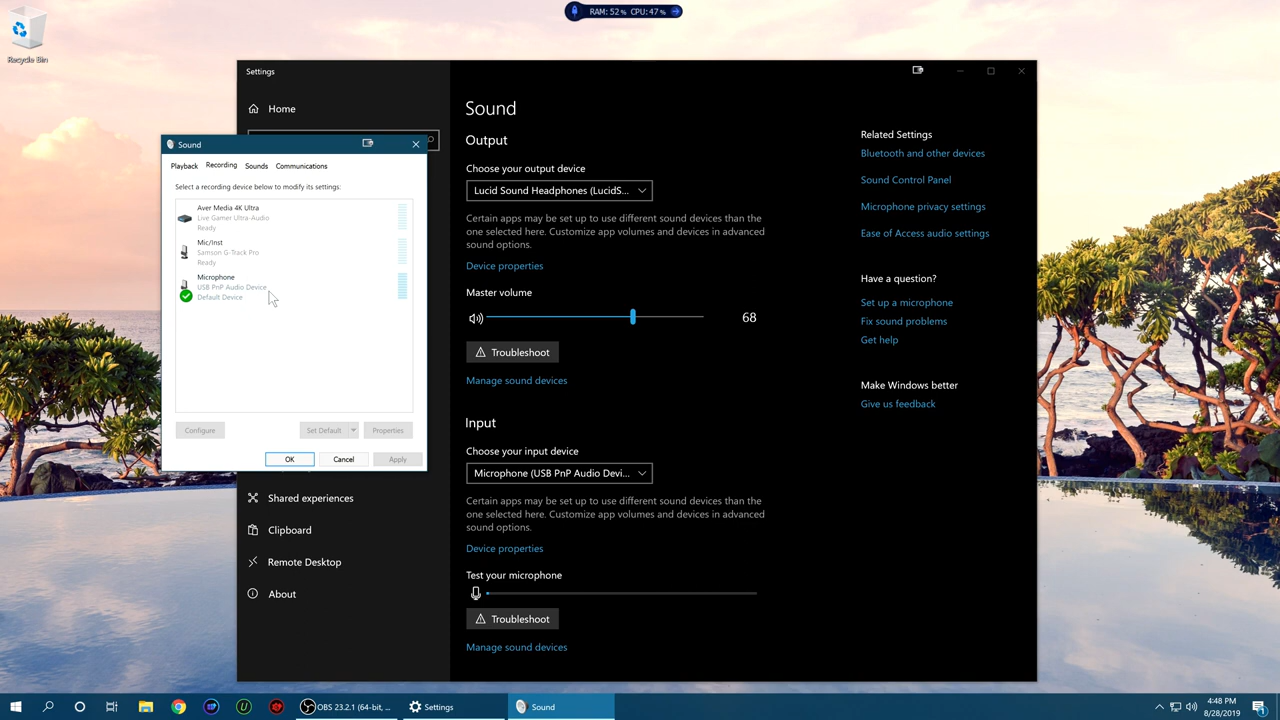 RAM: 52 % CPU: 47 %
Recycle Bin
Settings
Home
Sound
Output
Choose your output device
Lucid Sound Headphones (LucidS...
Certain apps may be set up to use different sound devices than the
one selected here. Customize app volumes and devices in advanced
sound options.
Device properties
Master volume
68
Troubleshoot
Manage sound devices
Input
Choose your input device
Microphone (USB PnP Audio Devi...
Certain apps may be set up to use different sound devices than the
one selected here. Customize app volumes and devices in advanced
sound options.
Device properties
Test your microphone
Troubleshoot
Manage sound devices
Related Settings
Bluetooth and other devices
Sound Control Panel
Microphone privacy settings
Ease of Access audio settings
Have a question?
Set up a microphone
Fix sound problems
Get help
Make Windows better
Give us feedback
Sound
Playback Recording Sounds Communications
Select a recording device below to modify its settings:
Aver Media 4K Ultra
Live Gamer Ultra-Audio
Ready
Mic/Inst
Samson G-Track Pro
Ready
Microphone
USB PnP Audio Device
Default Device
Configure Set Default Properties
OK Cancel Apply
Shared experiences
Clipboard
Remote Desktop
About
OBS 23.2.1 (64-bit, ...
Settings
Sound
4:48 PM
8/28/2019